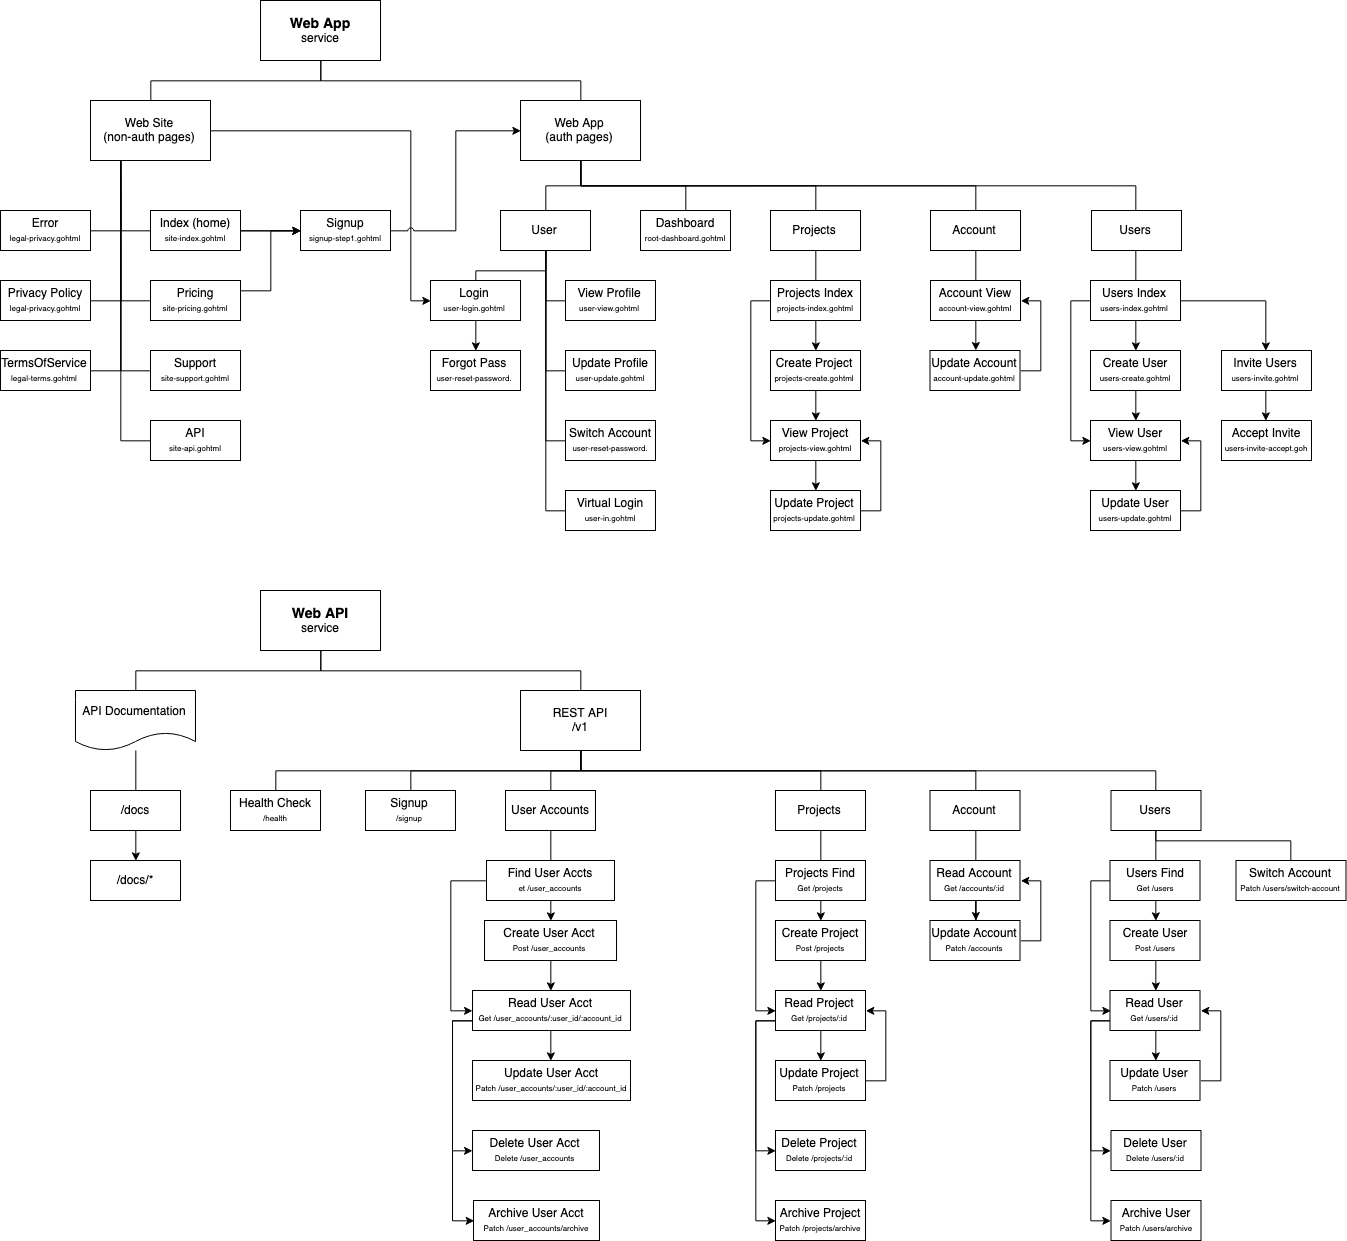 Web App
service
Web Site
(non-auth pages)
Web App
(auth pages)
Error
legal-privacy.gohtml
Index (home)
site-index.gohtml
Signup
signup-step1.gohtml
User
Dashboard
root-dashboard.gohtml
Projects
Account
Users
Privacy Policy
legal-privacy.gohtml
Pricing
site-pricing.gohtml
Login
user-login.gohtml
View Profile
user-view.gohtml
Projects Index
projects-index.gohtml
Account View
account-view.gohtml
Users Index
users-index.gohtml
TermsOfService
legal-terms.gohtml
Support
site-support.gohtml
Forgot Pass
user-reset-password.
Update Profile
user-update.gohtml
Create Project
projects-create.gohtml
Update Account
account-update.gohtml
Create User
users-create.gohtml
Invite Users
users-invite.gohtml
API
site-api.gohtml
Switch Account
user-reset-password.
View Project
projects-view.gohtml
View User
users-view.gohtml
Accept Invite
users-invite-accept.goh
Virtual Login
user-in.gohtml
Update Project
projects-update.gohtml
Update User
users-update.gohtml
Web API
service
API Documentation
REST API
/v1
/docs
Health Check
/health
Signup
/signup
User Accounts
Projects
Account
Users
/docs/*
Find User Accts
et /user_accounts
Projects Find
Get /projects
Read Account
Get /accounts/:id
Users Find
Get /users
Switch Account
Patch /users/switch-account
Create User Acct
Post /user_accounts
Create Project
Post /projects
Update Account
Patch /accounts
Create User
Post /users
Read User Acct
Get /user_accounts/:user_id/:account_id
Read Project
Get /projects/:id
Read User
Get /users/:id
Update User Acct
Patch /user_accounts/:user_id/:account_id
Update Project
Patch /projects
Update User
Patch /users
Delete User Acct
Delete /user_accounts
Delete Project
Delete /projects/:id
Delete User
Delete /users/:id
Archive User Acct
Patch /user_accounts/archive
Archive Project
Patch /projects/archive
Archive User
Patch /users/archive